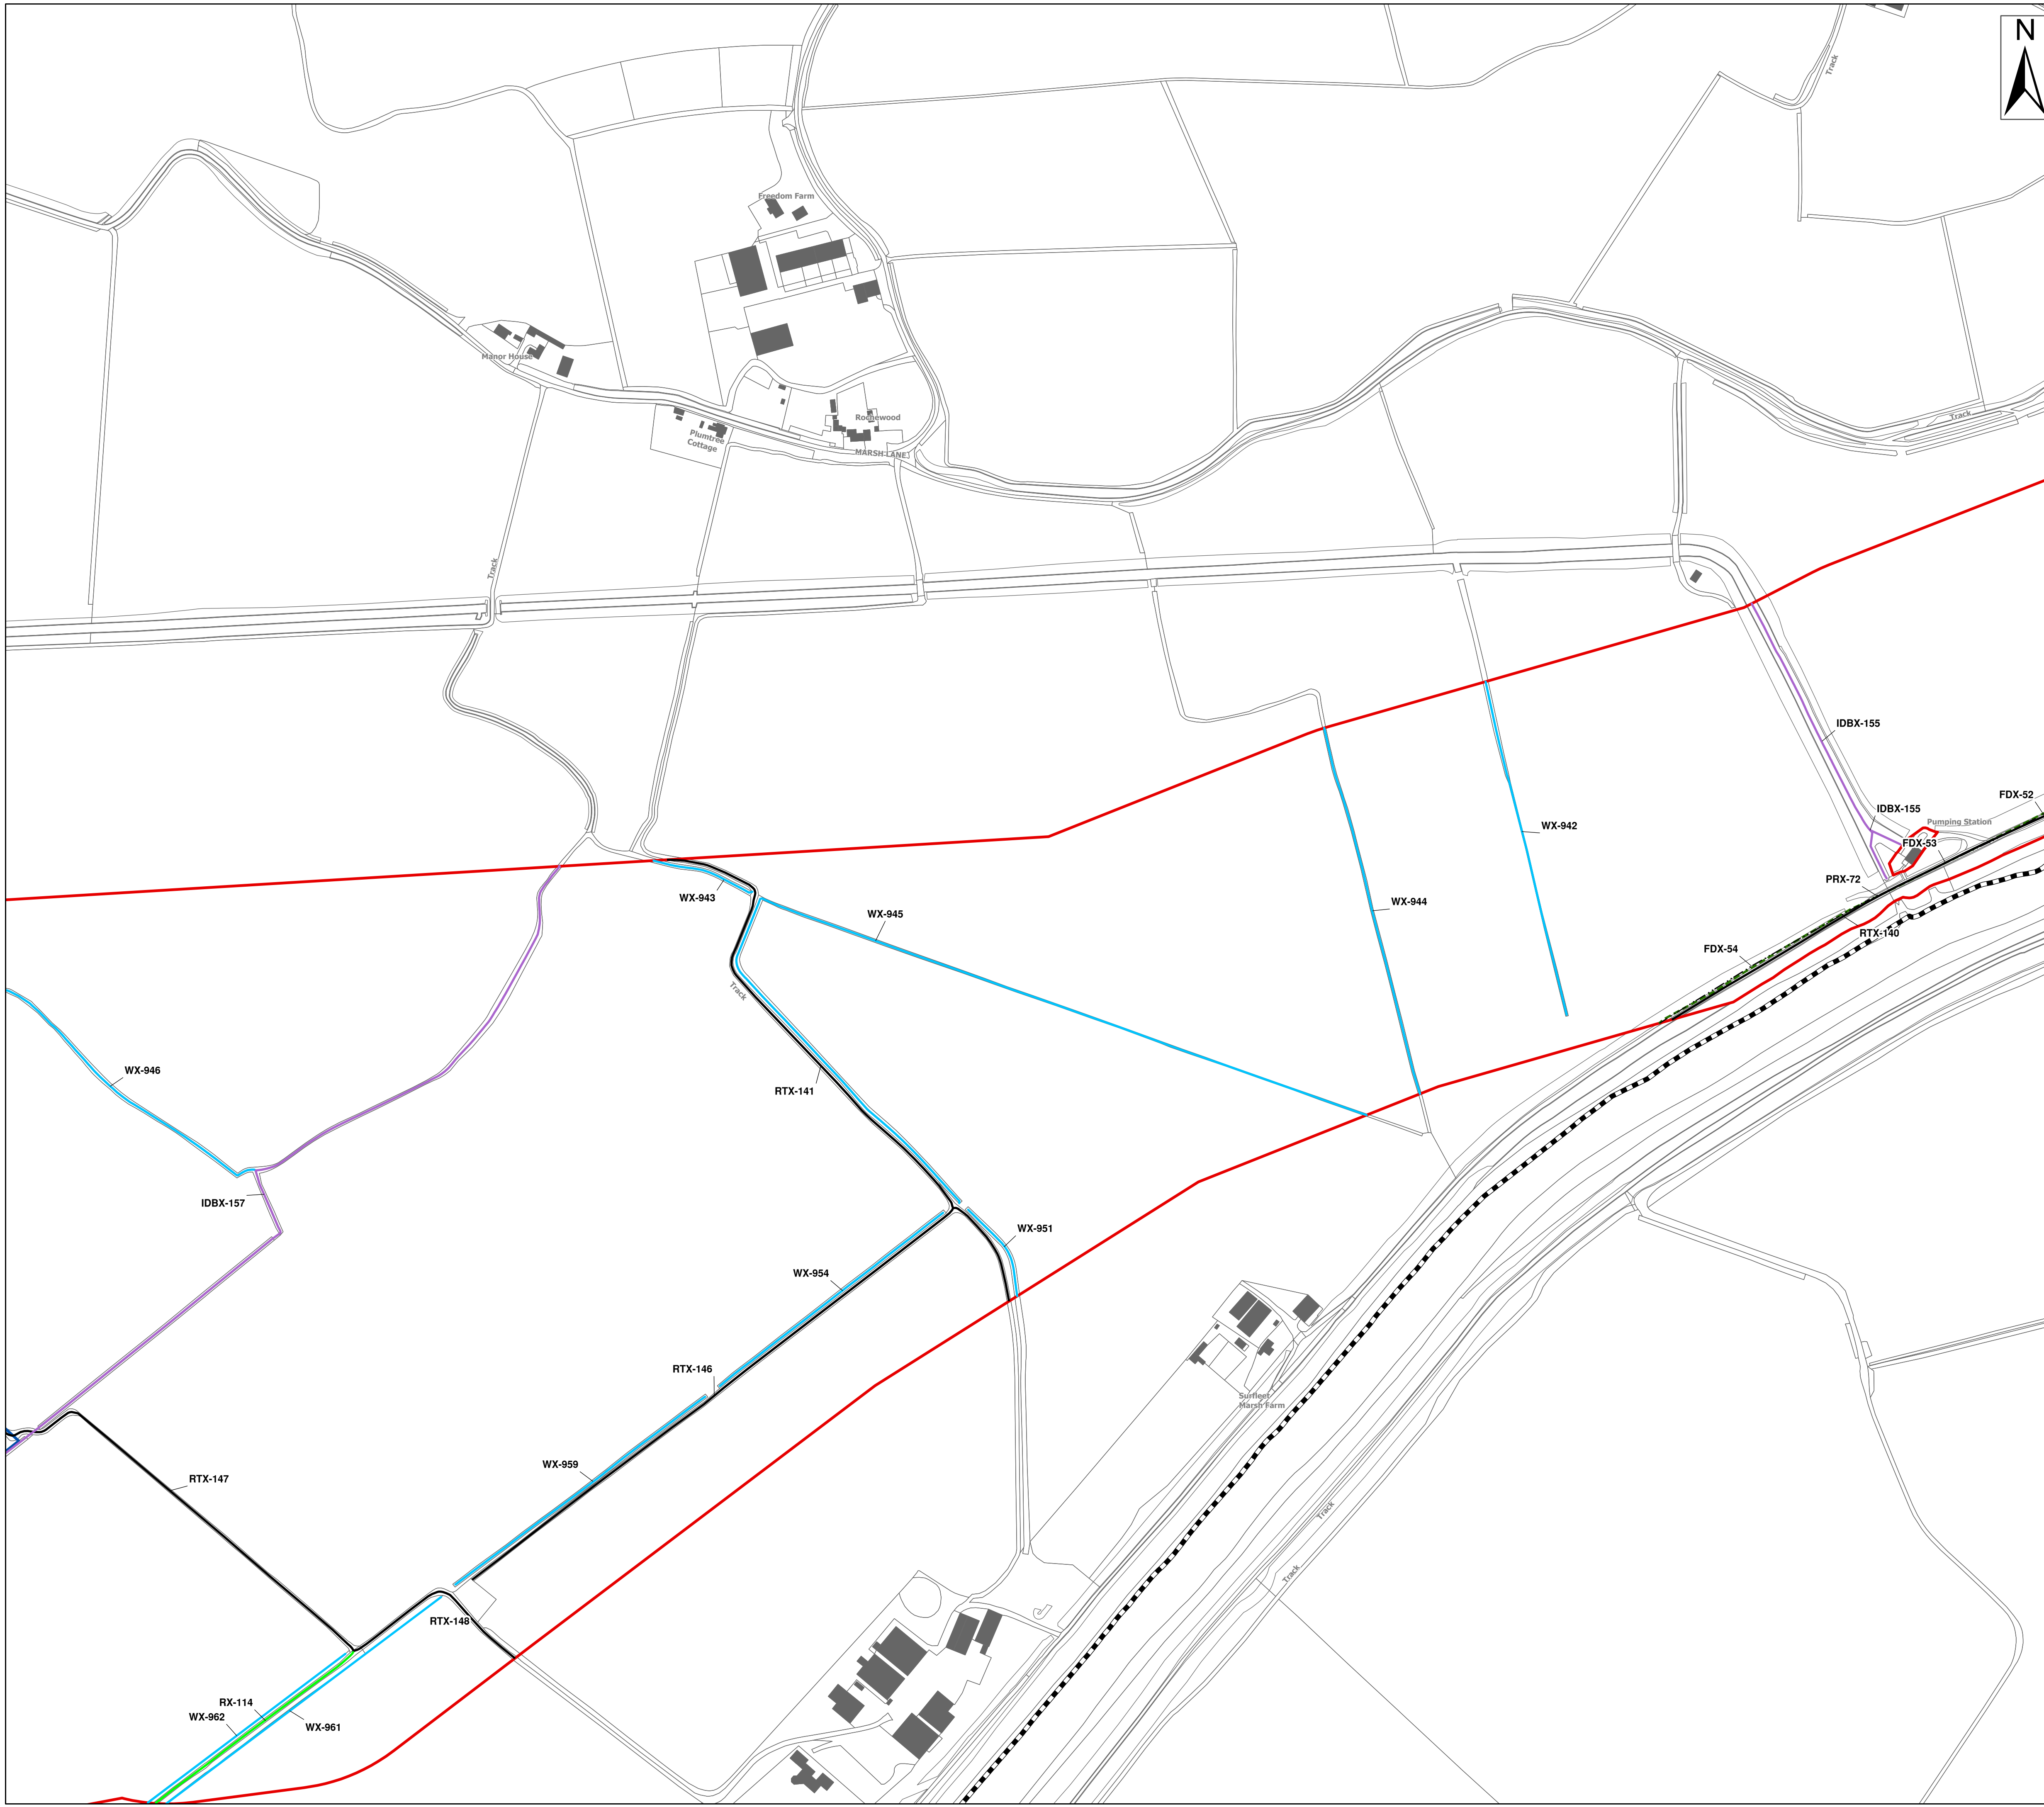 N
Track
Freedom Farm
Manor House
Rosewood
Plumtree
Cottage
MARSH LANE
Track
Track
IDBX-155
FDX-52
IDBX-155
Pumping Station
FDX-53
PRX-72
WX-942
WX-943
WX-944
WX-945
RTX-140
FDX-54
Track
WX-946
RTX-141
IDBX-157
WX-951
WX-954
RTX-146
Surfleet
Marsh Farm
WX-959
RTX-147
Track
Track
RTX-148
RX-114
WX-962
WX-961